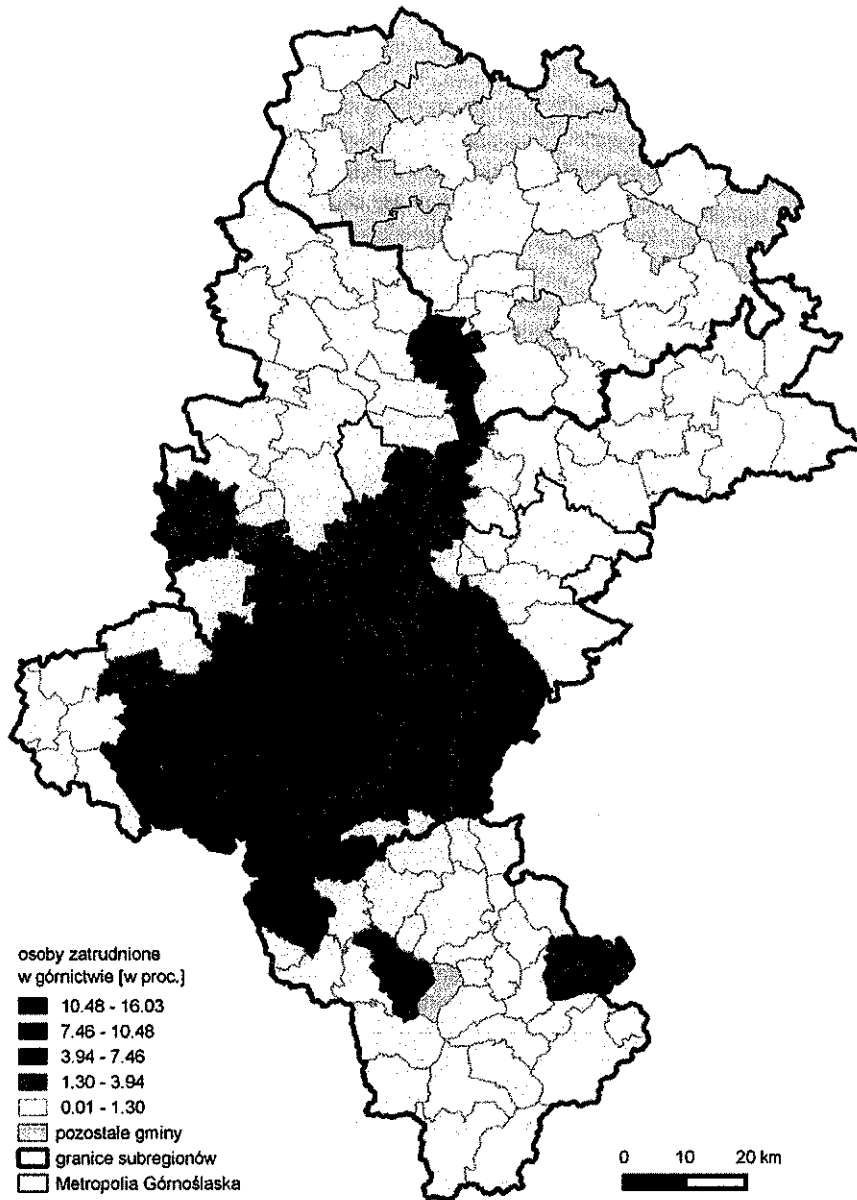 osoby zatrudnione
w górnictwie [w proc.]
10.48 - 16.03
7.46 - 10.48
3.94 - 7.46
1.30 - 3.94
0.01 - 1.30
pozostałe gminy
granice subregionów
Metropolia Górnośląska
0 10 20 km